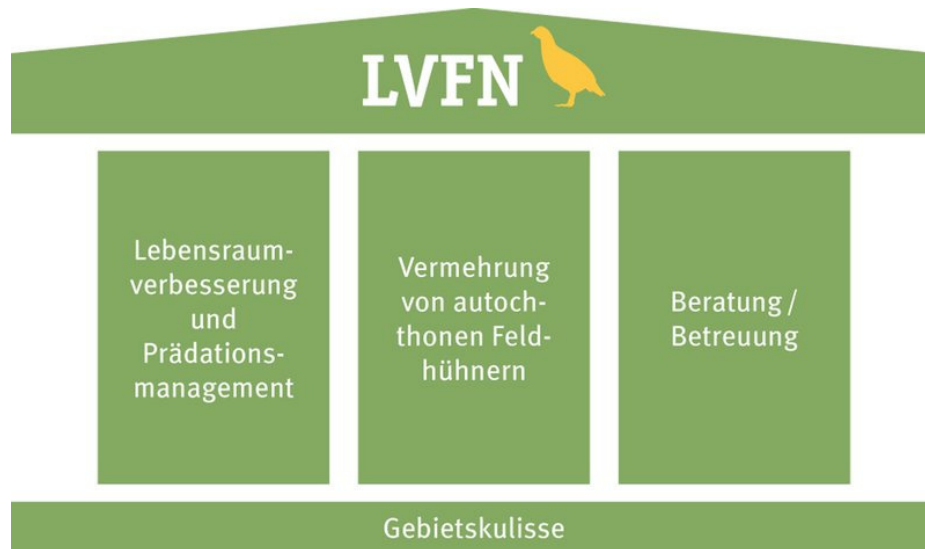 LVFN
Lebensraum-
verbesserung
und
Prädations-
management
Vermehrung
von autoch-
thonen Feld-
hühnern
Beratung /
Betreuung
Gebietskulisse